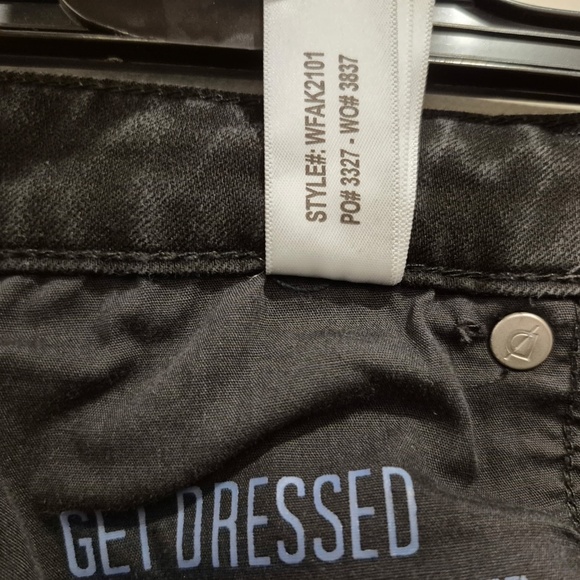 STYLE#: WFAK2101
PO# 3327 - WO# 3837
GET DRESSED